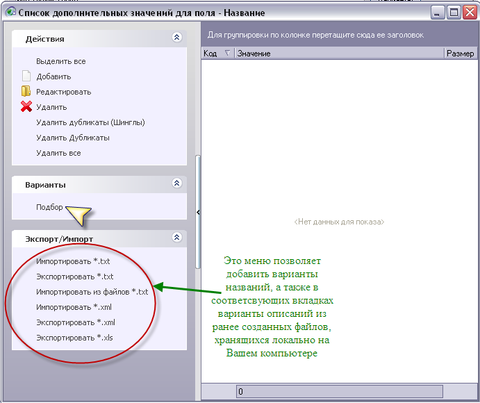 Список дополнительных значений для поля - Название
Действия
Выделить все
Добавить
Редактировать
Удалить
Удалить дубликаты (Шинглы)
Удалить Дубликаты
Удалить все
Варианты
Подбор
Экспорт/Импорт
Импортировать *.txt
Экспортировать *.txt
Импортировать из файлов *.txt
Импортировать *.xml
Экспортировать *.xml
Экспортировать *.xls
Для группировки по колонке перетащите сюда ее заголовок
Код Значение Размер
<Нет данных для показа>
Это меню позволяет
добавить варианты
названий, а также в
соответсвующих вкладках
варианты описаний из
ранее созданных файлов,
хранящихся локально на
Вашем компьютере
0